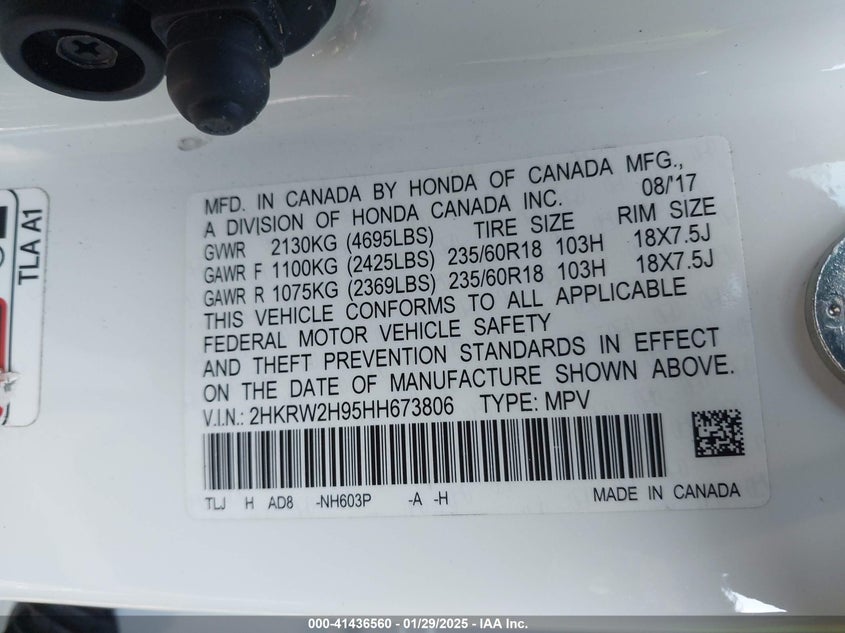 TLA A1
MFD. IN CANADA BY HONDA OF CANADA MFG.,
A DIVISION OF HONDA CANADA INC. 08/'17
GVWR 2130KG (4695LBS) TIRE SIZE RIM SIZE
GAWR F 1100KG (2425LBS) 235/60R18 103H 18X7.5J
GAWR R 1075KG (2369LBS) 235/60R18 103H 18X7.5J
THIS VEHICLE CONFORMS TO ALL APPLICABLE
FEDERAL MOTOR VEHICLE SAFETY
AND THEFT PREVENTION STANDARDS IN EFFECT
ON THE DATE OF MANUFACTURE SHOWN ABOVE.
V.I.N.: 2HKRW2H95HH673806 TYPE: MPV
TLJ H AD8 -NH603P -A -H MADE IN CANADA
000-41436560 / 01/29/2025 - IAA Inc.